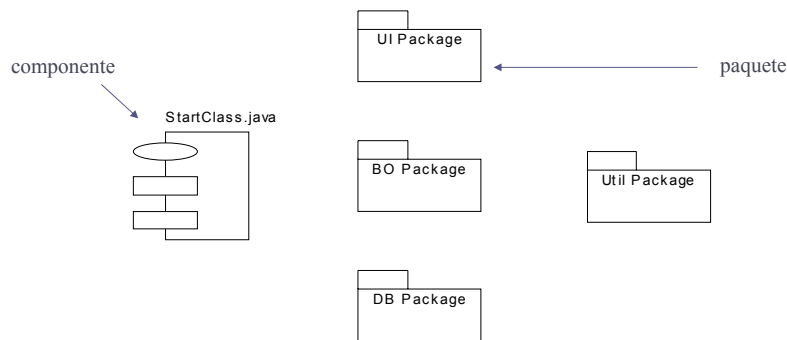 UI Package
componente
paquete
StartClass.java
BO Package
Util Package
DB Package